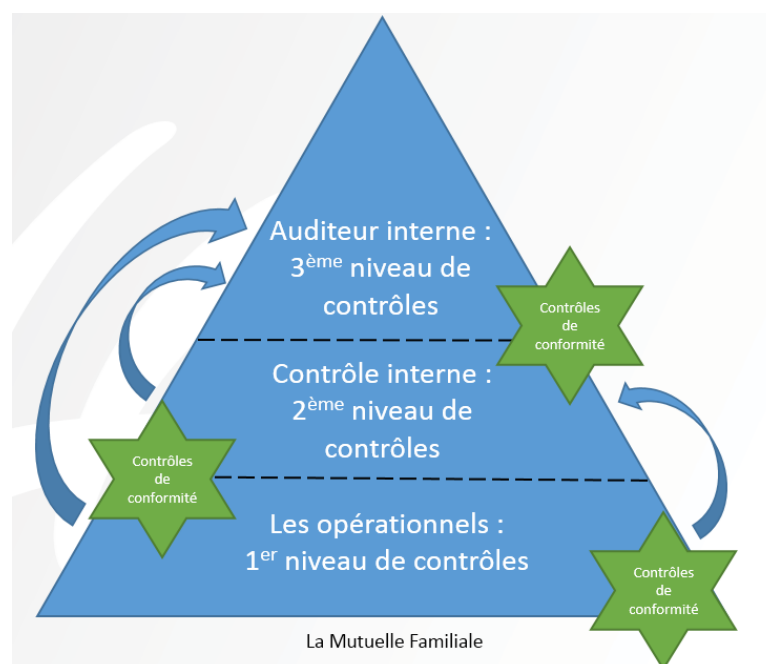 Auditeur interne :
3ème niveau de
contrôles
Contrôles
de
conformité
Contrôle interne :
2ème niveau de
contrôles
Contrôles
de
conformité
Les opérationnels :
1er niveau de contrôles
Contrôles
de
conformité
La Mutuelle Familiale